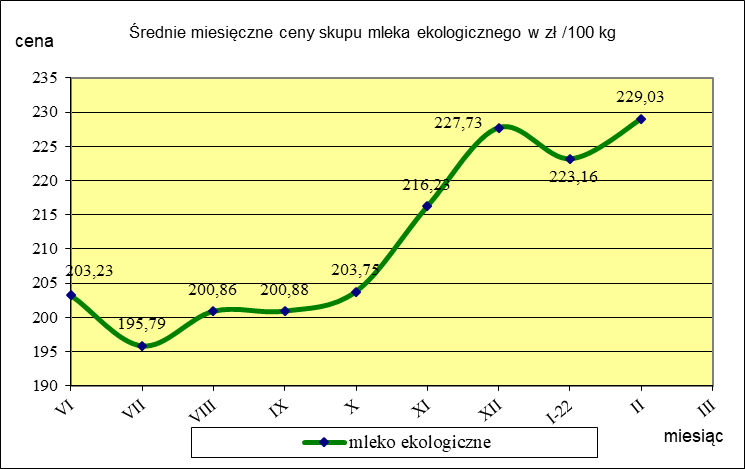 Średnie miesięczne ceny skupu mleka ekologicznego w zł /100 kg
cena
235
230
225
220
215
210
205
200
195
190
203,23
195,79
200,86
200,88
203,75
216,23
227,73
223,16
229,03
VI
VII
VIII
IX
X
XI
XII
I-22
II
III
miesiąc
mleko ekologiczne